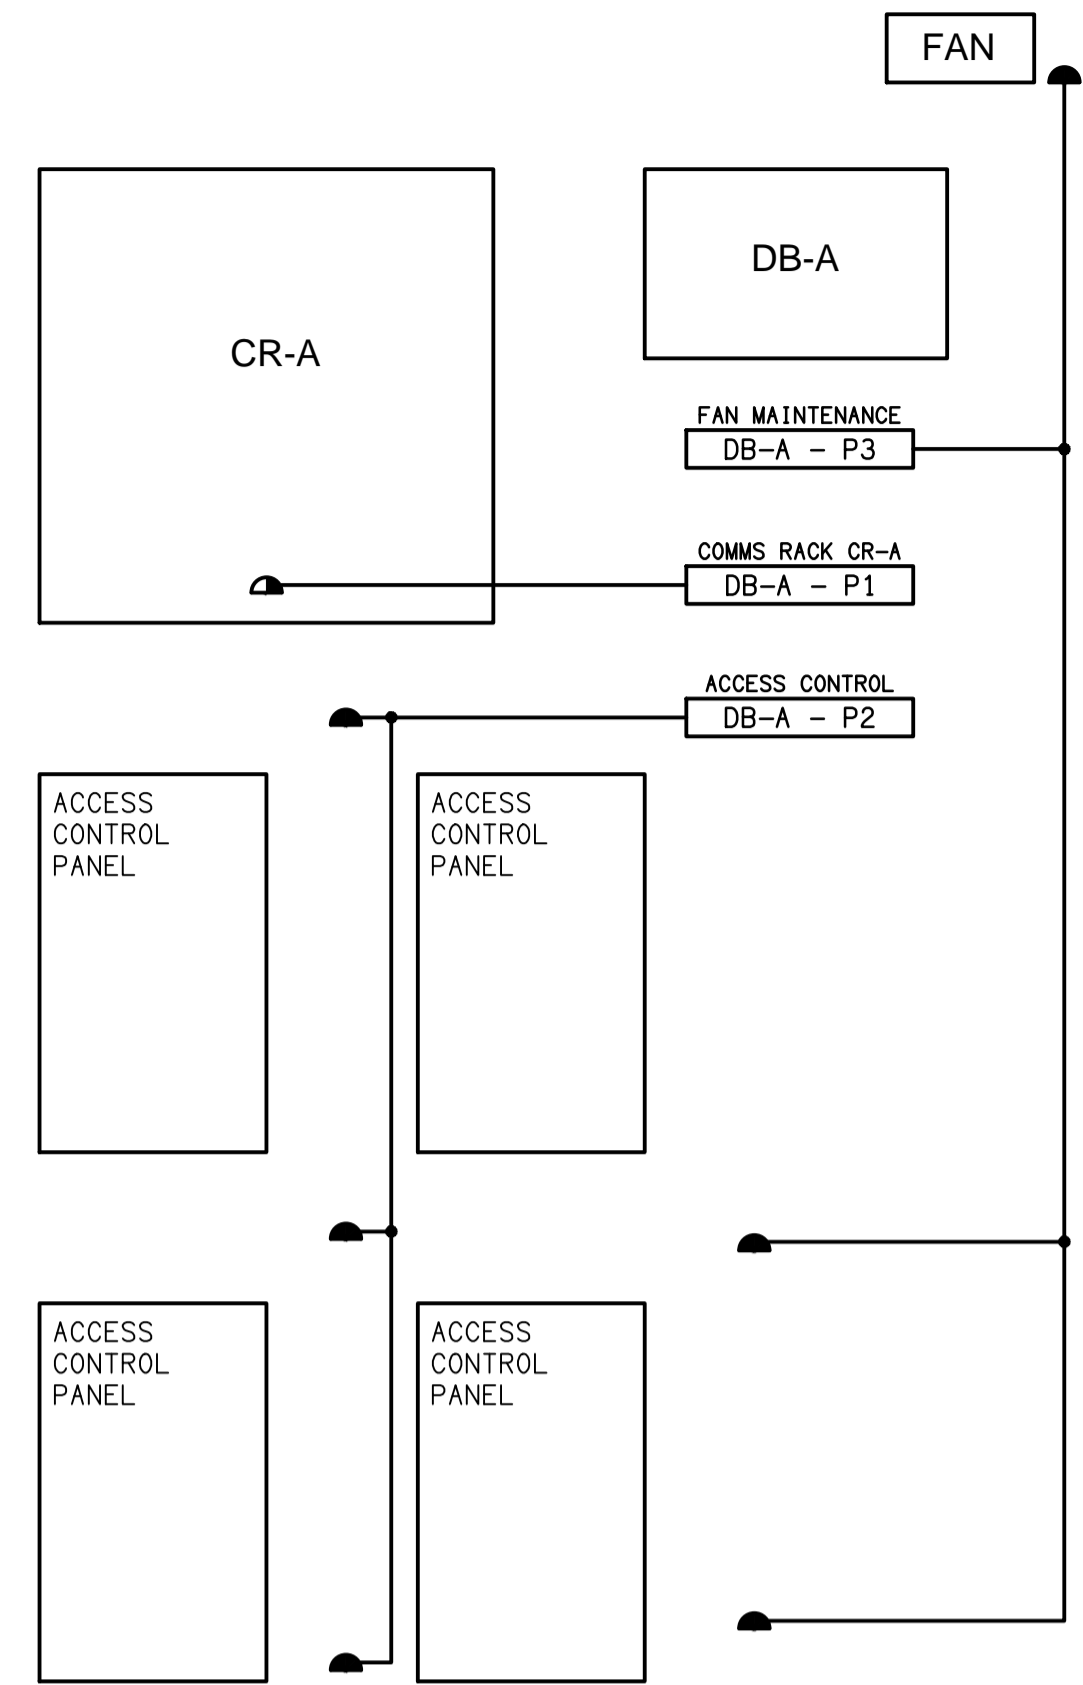 FAN
DB-A
CR-A
FAN MAINTENANCE
DB-A - P3
COMMS RACK CR-A
DB-A - P1
ACCESS CONTROL
DB-A - P2
ACCESS
CONTROL
PANEL
ACCESS
CONTROL
PANEL
ACCESS
CONTROL
PANEL
ACCESS
CONTROL
PANEL